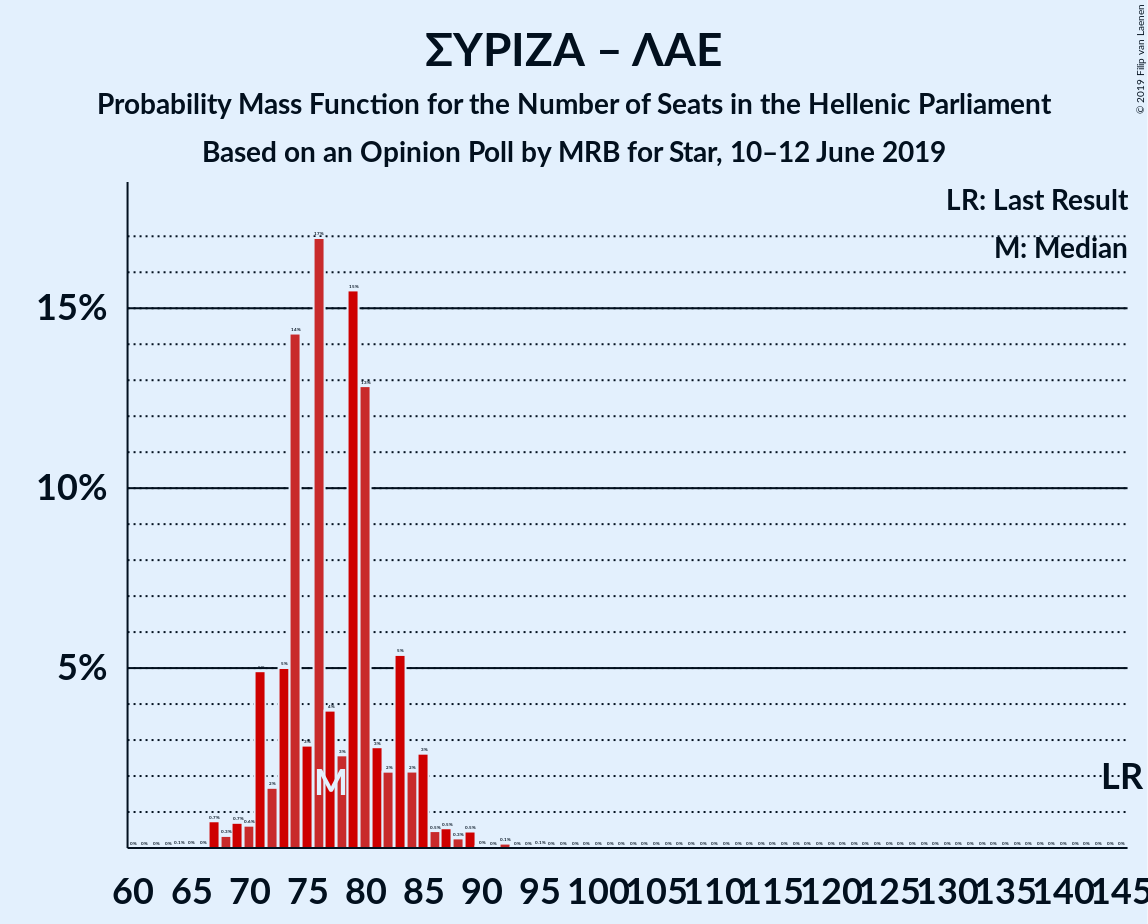 ΣΥΡΙΖΑ – ΛΑΕ
Probability Mass Function for the Number of Seats in the Hellenic Parliament
Based on an Opinion Poll by MRB for Star, 10–12 June 2019
© 2019 Filip van Laenen
LR: Last Result
M: Median
15%
10%
5%
M
LR
60 65 70 75 80 85 90 95 100 105 110 115 120 125 130 135 140 145